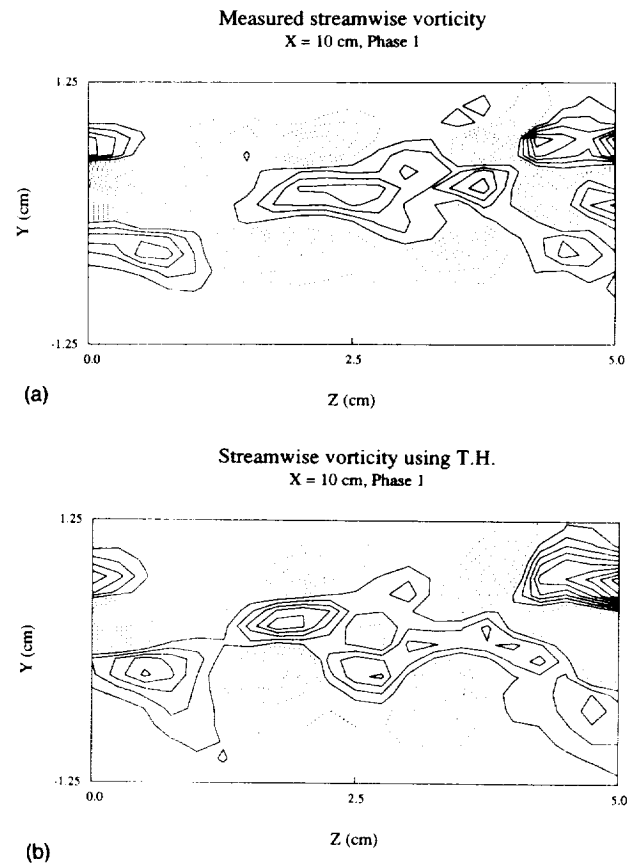 Measured streamwise vorticity
X = 10 cm, Phase 1
1.25
Y (cm)
-1.25
0.0
2.5
5.0
Z (cm)
(a)
Streamwise vorticity using T.H.
X = 10 cm, Phase 1
1.25
Y (cm)
-1.25
0.0
2.5
5.0
Z (cm)
(b)